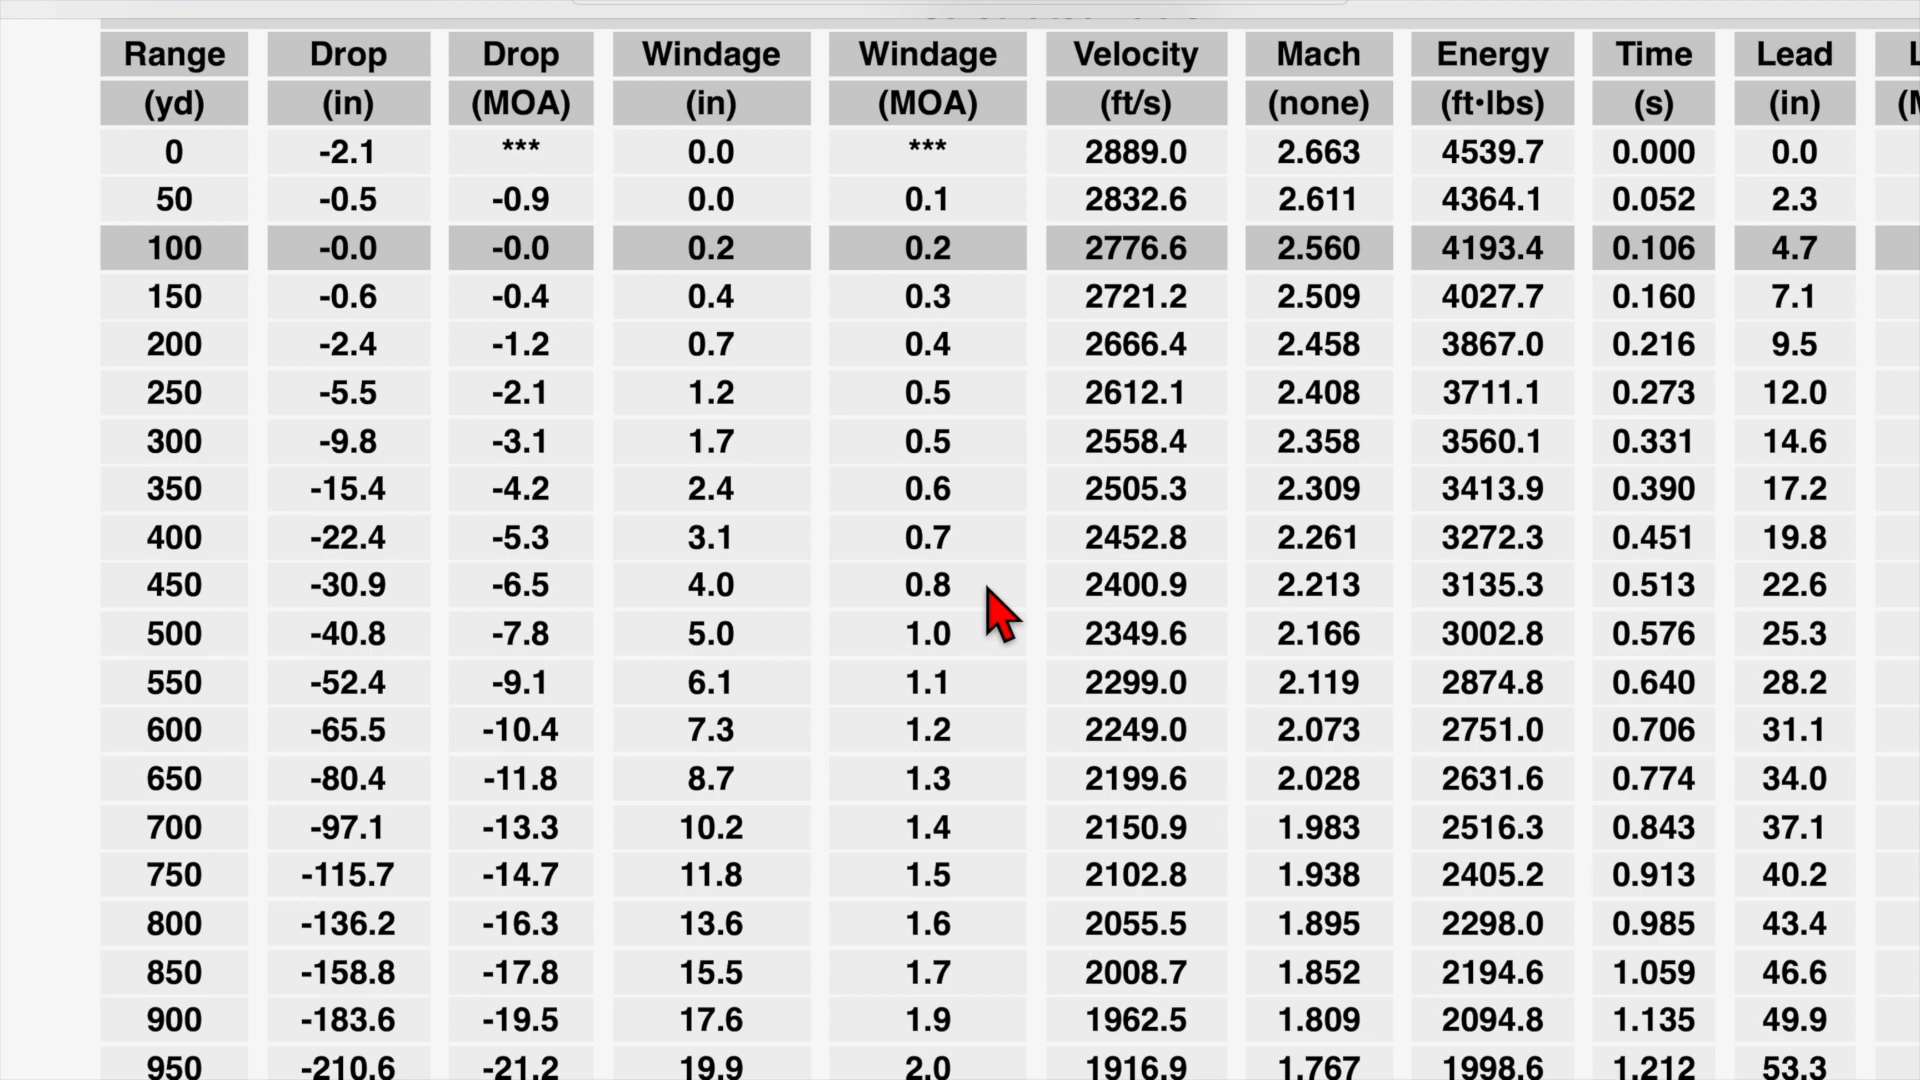 Range Drop Drop Windage Windage Velocity Mach Energy Time Lead
(yd) (in) (MOA) (in) (MOA) (ft/s) (none) (ft·lbs) (s) (in)
0 -2.1 *** 0.0 *** 2889.0 2.663 4539.7 0.000 0.0
50 -0.5 -0.9 0.0 0.1 2832.6 2.611 4364.1 0.052 2.3
100 -0.0 -0.0 0.2 0.2 2776.6 2.560 4193.4 0.106 4.7
150 -0.6 -0.4 0.4 0.3 2721.2 2.509 4027.7 0.160 7.1
200 -2.4 -1.2 0.7 0.4 2666.4 2.458 3867.0 0.216 9.5
250 -5.5 -2.1 1.2 0.5 2612.1 2.408 3711.1 0.273 12.0
300 -9.8 -3.1 1.7 0.5 2558.4 2.358 3560.1 0.331 14.6
350 -15.4 -4.2 2.4 0.6 2505.3 2.309 3413.9 0.390 17.2
400 -22.4 -5.3 3.1 0.7 2452.8 2.261 3272.3 0.451 19.8
450 -30.9 -6.5 4.0 0.8 2400.9 2.213 3135.3 0.513 22.6
500 -40.8 -7.8 5.0 1.0 2349.6 2.166 3002.8 0.576 25.3
550 -52.4 -9.1 6.1 1.1 2299.0 2.119 2874.8 0.640 28.2
600 -65.5 -10.4 7.3 1.2 2249.0 2.073 2751.0 0.706 31.1
650 -80.4 -11.8 8.7 1.3 2199.6 2.028 2631.6 0.774 34.0
700 -97.1 -13.3 10.2 1.4 2150.9 1.983 2516.3 0.843 37.1
750 -115.7 -14.7 11.8 1.5 2102.8 1.938 2405.2 0.913 40.2
800 -136.2 -16.3 13.6 1.6 2055.5 1.895 2298.0 0.985 43.4
850 -158.8 -17.8 15.5 1.7 2008.7 1.852 2194.6 1.059 46.6
900 -183.6 -19.5 17.6 1.9 1962.5 1.809 2094.8 1.135 49.9
950 -210.6 -21.2 19.9 2.0 1916.9 1.767 1998.6 1.212 53.3